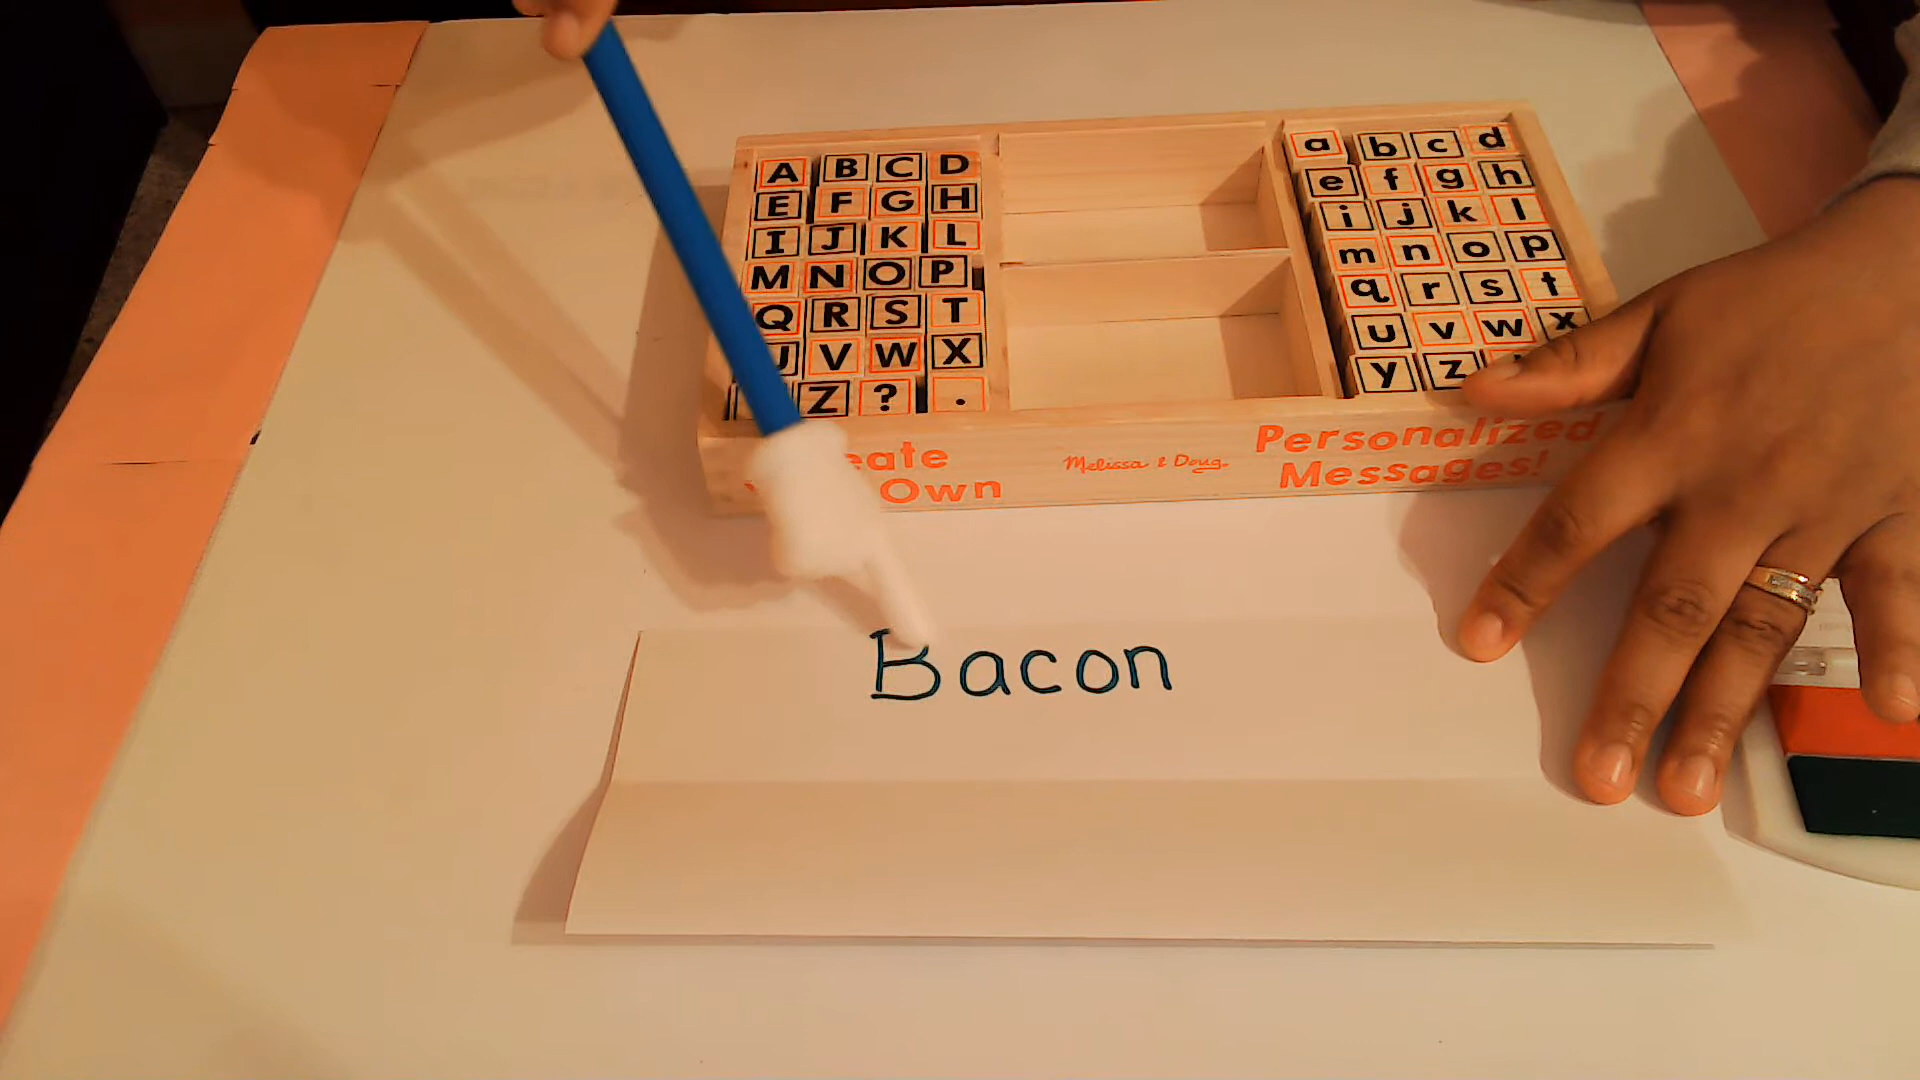 A B C D
E F G H
I J K L
M N O P
Q R S T
V W X
Z ? .
a b c d
e f g h
i j k l
m n o p
q r s t
u v w x
y z
Own
Melissa & Doug
Personalized
Messages!
Bacon